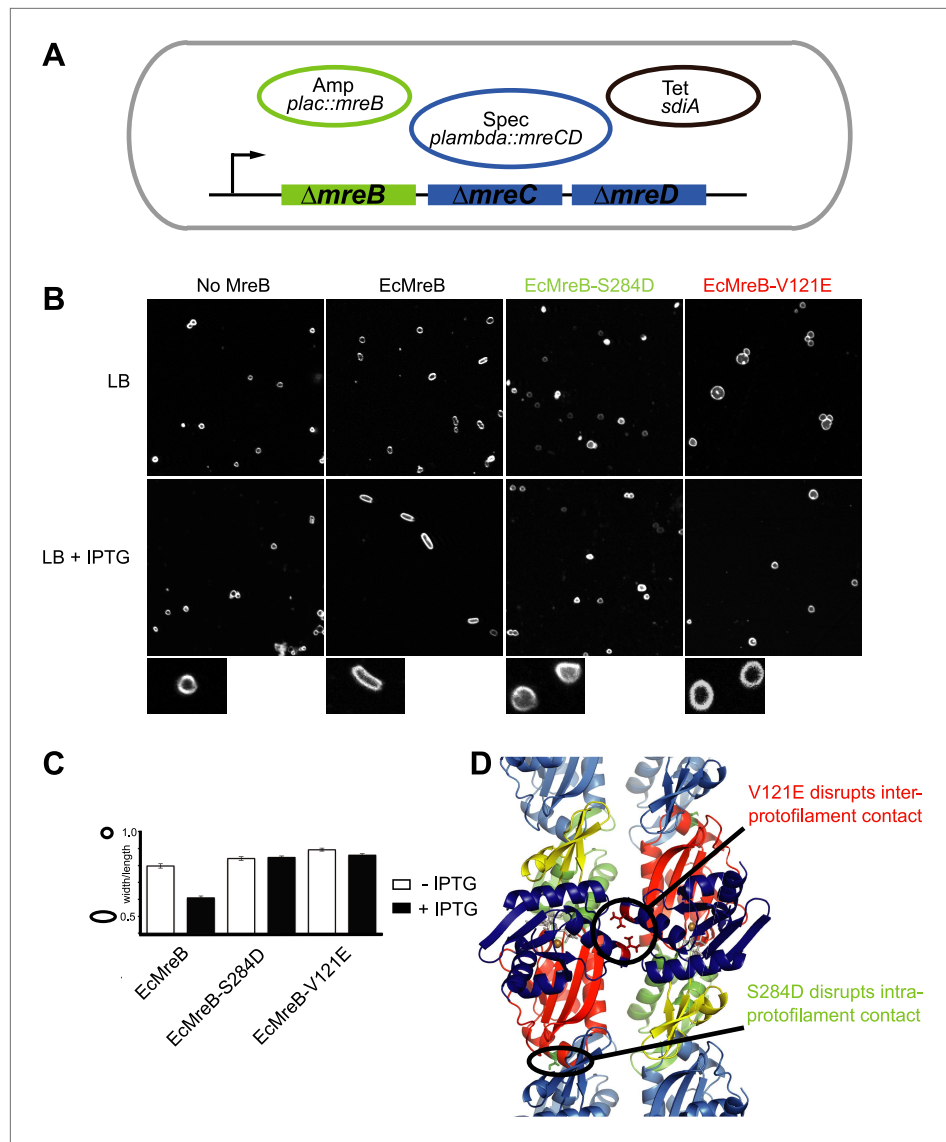 A
Amp
plac::mreB
Spec
plambda::mreCD
Tet
sdiA
ΔmreB ΔmreC ΔmreD
B
No MreB EcMreB EcMreB-S284D EcMreB-V121E
LB
LB + IPTG
C
1.0
width/length
0.5
- IPTG
+ IPTG
EcMreB
EcMreB-S284D
EcMreB-V121E
D
V121E disrupts inter-
protofilament contact
S284D disrupts intra-
protofilament contact